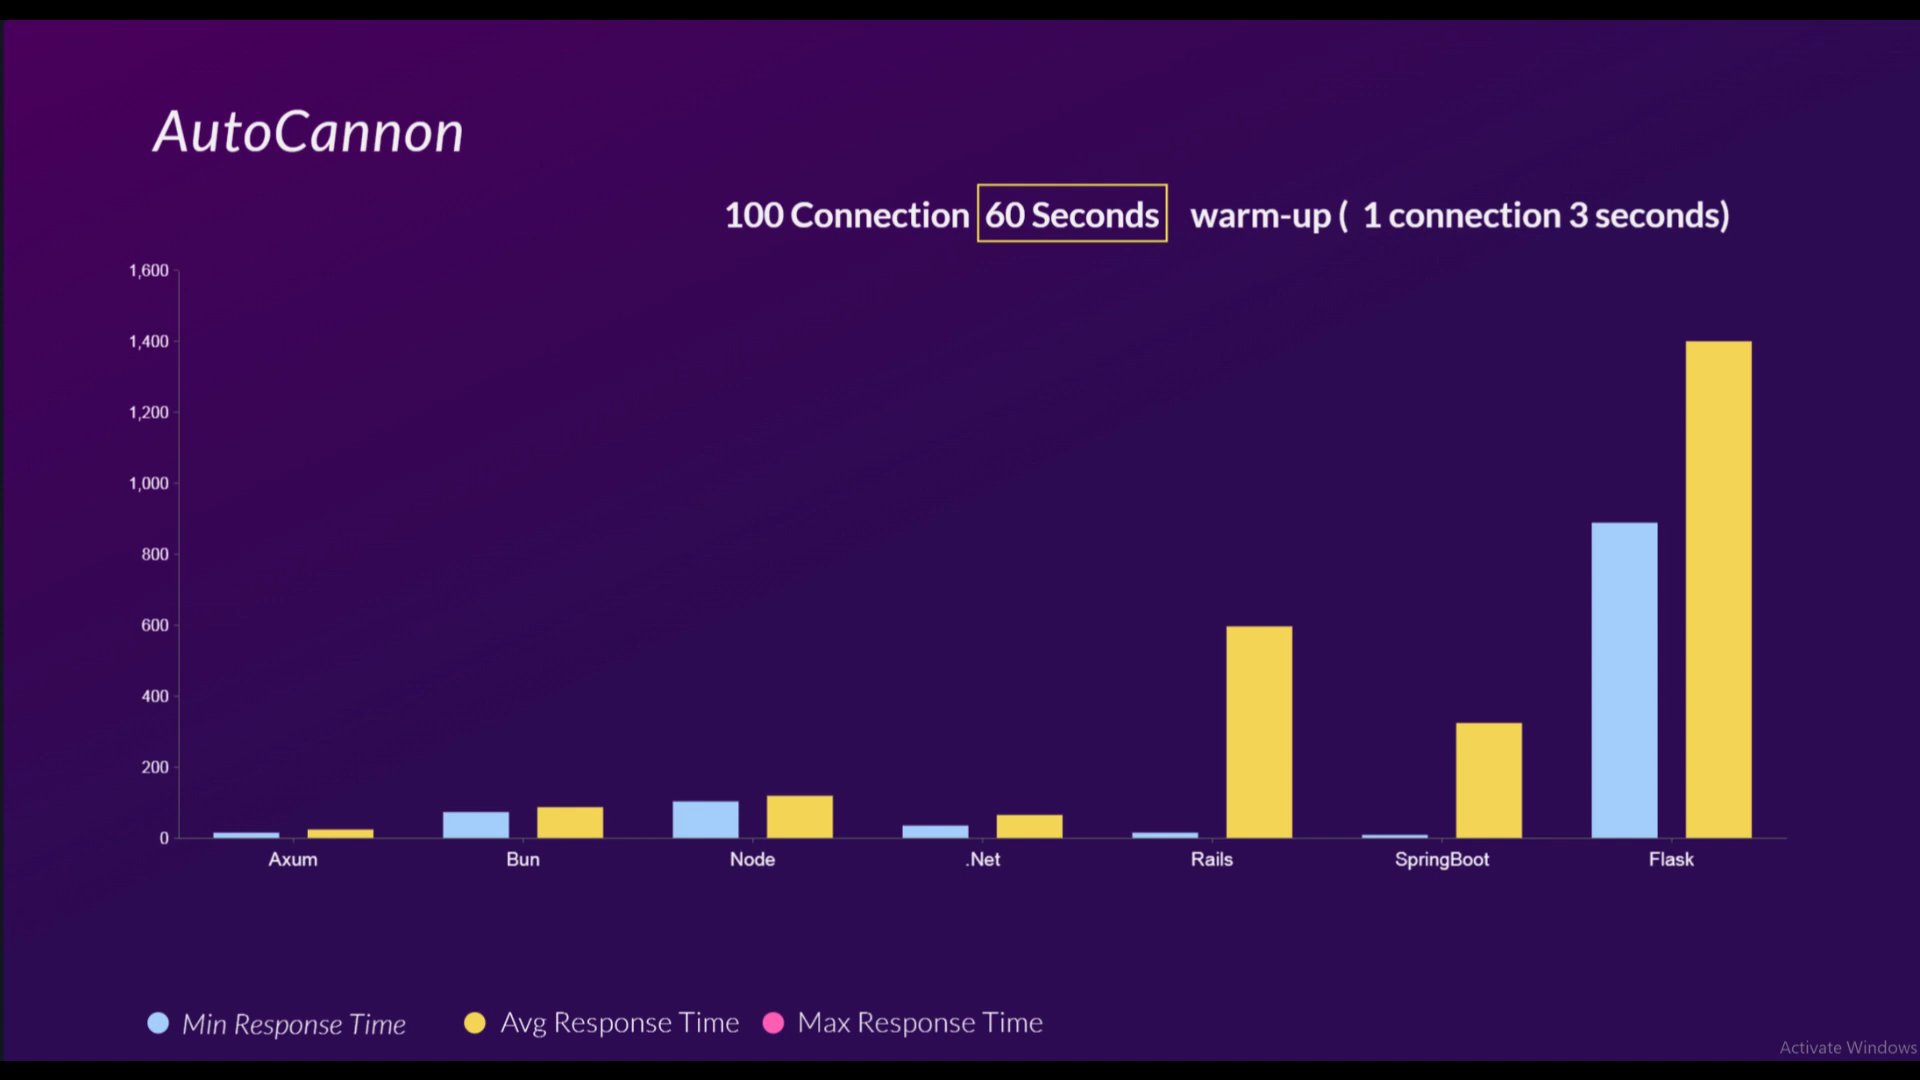 AutoCannon
100 Connection 60 Seconds warm-up ( 1 connection 3 seconds)
1,600
1,400
1,200
1,000
800
600
400
200
0
Axum Bun Node .Net Rails SpringBoot Flask
Min Response Time Avg Response Time Max Response Time
Activate Windows